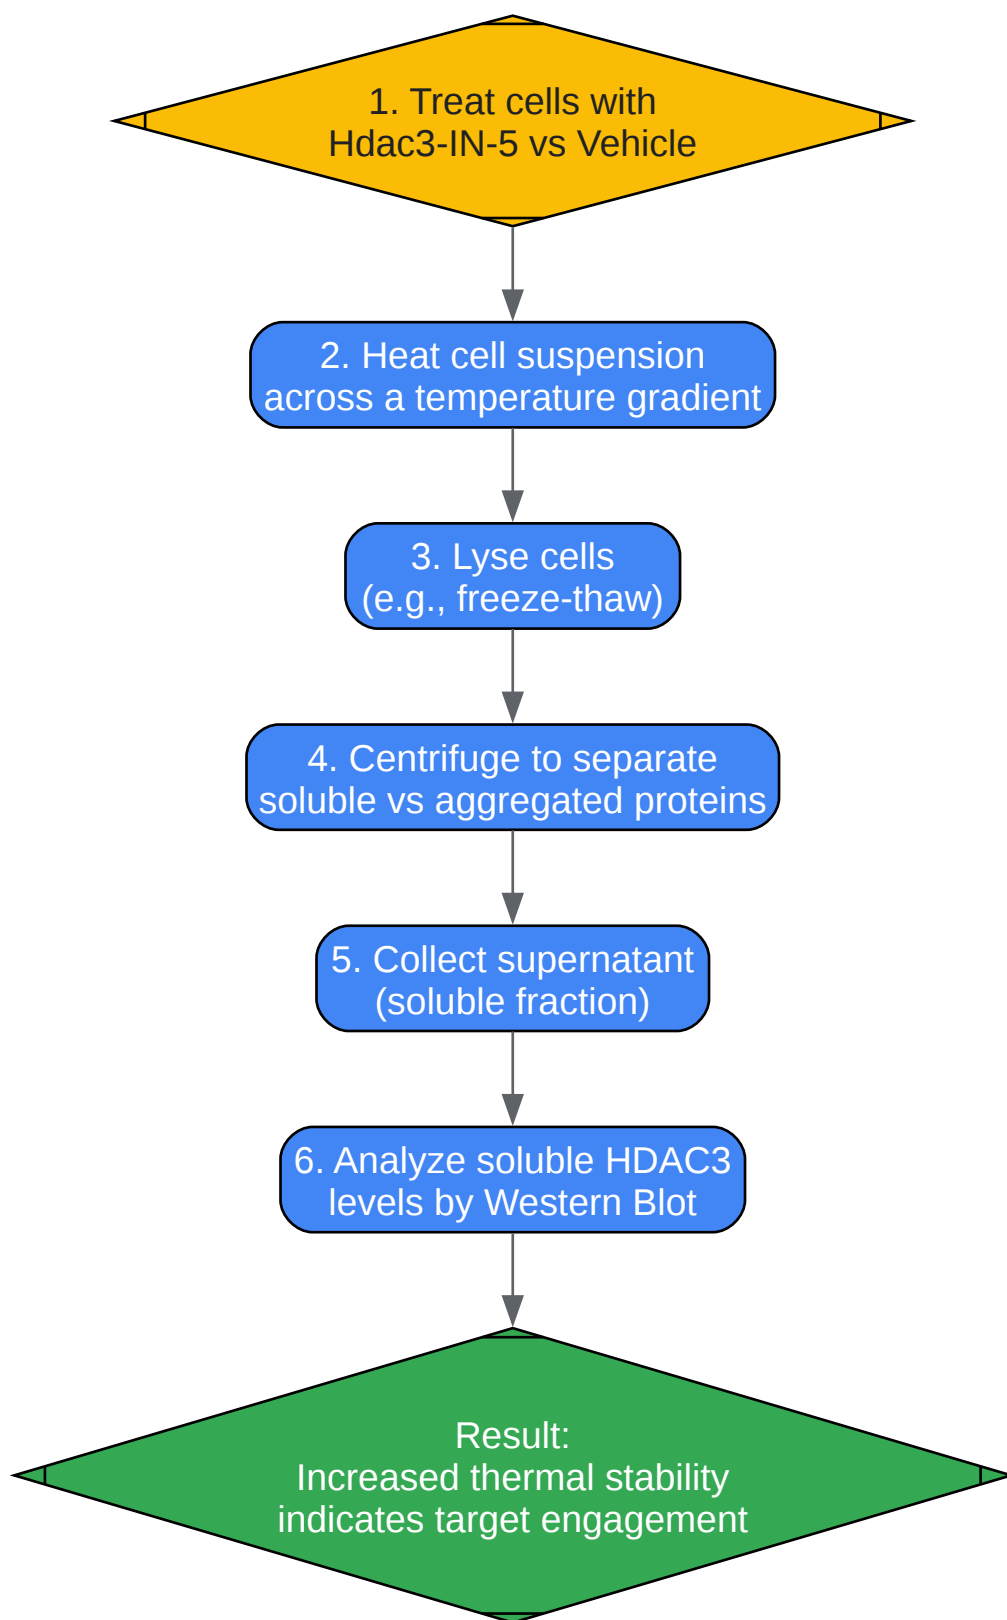 1. Treat cells with
Hdac3-IN-5 vs Vehicle
2. Heat cell suspension
across a temperature gradient
3. Lyse cells
(e.g., freeze-thaw)
4. Centrifuge to separate
soluble vs aggregated proteins
5. Collect supernatant
(soluble fraction)
6. Analyze soluble HDAC3
levels by Western Blot
Result:
Increased thermal stability
indicates target engagement